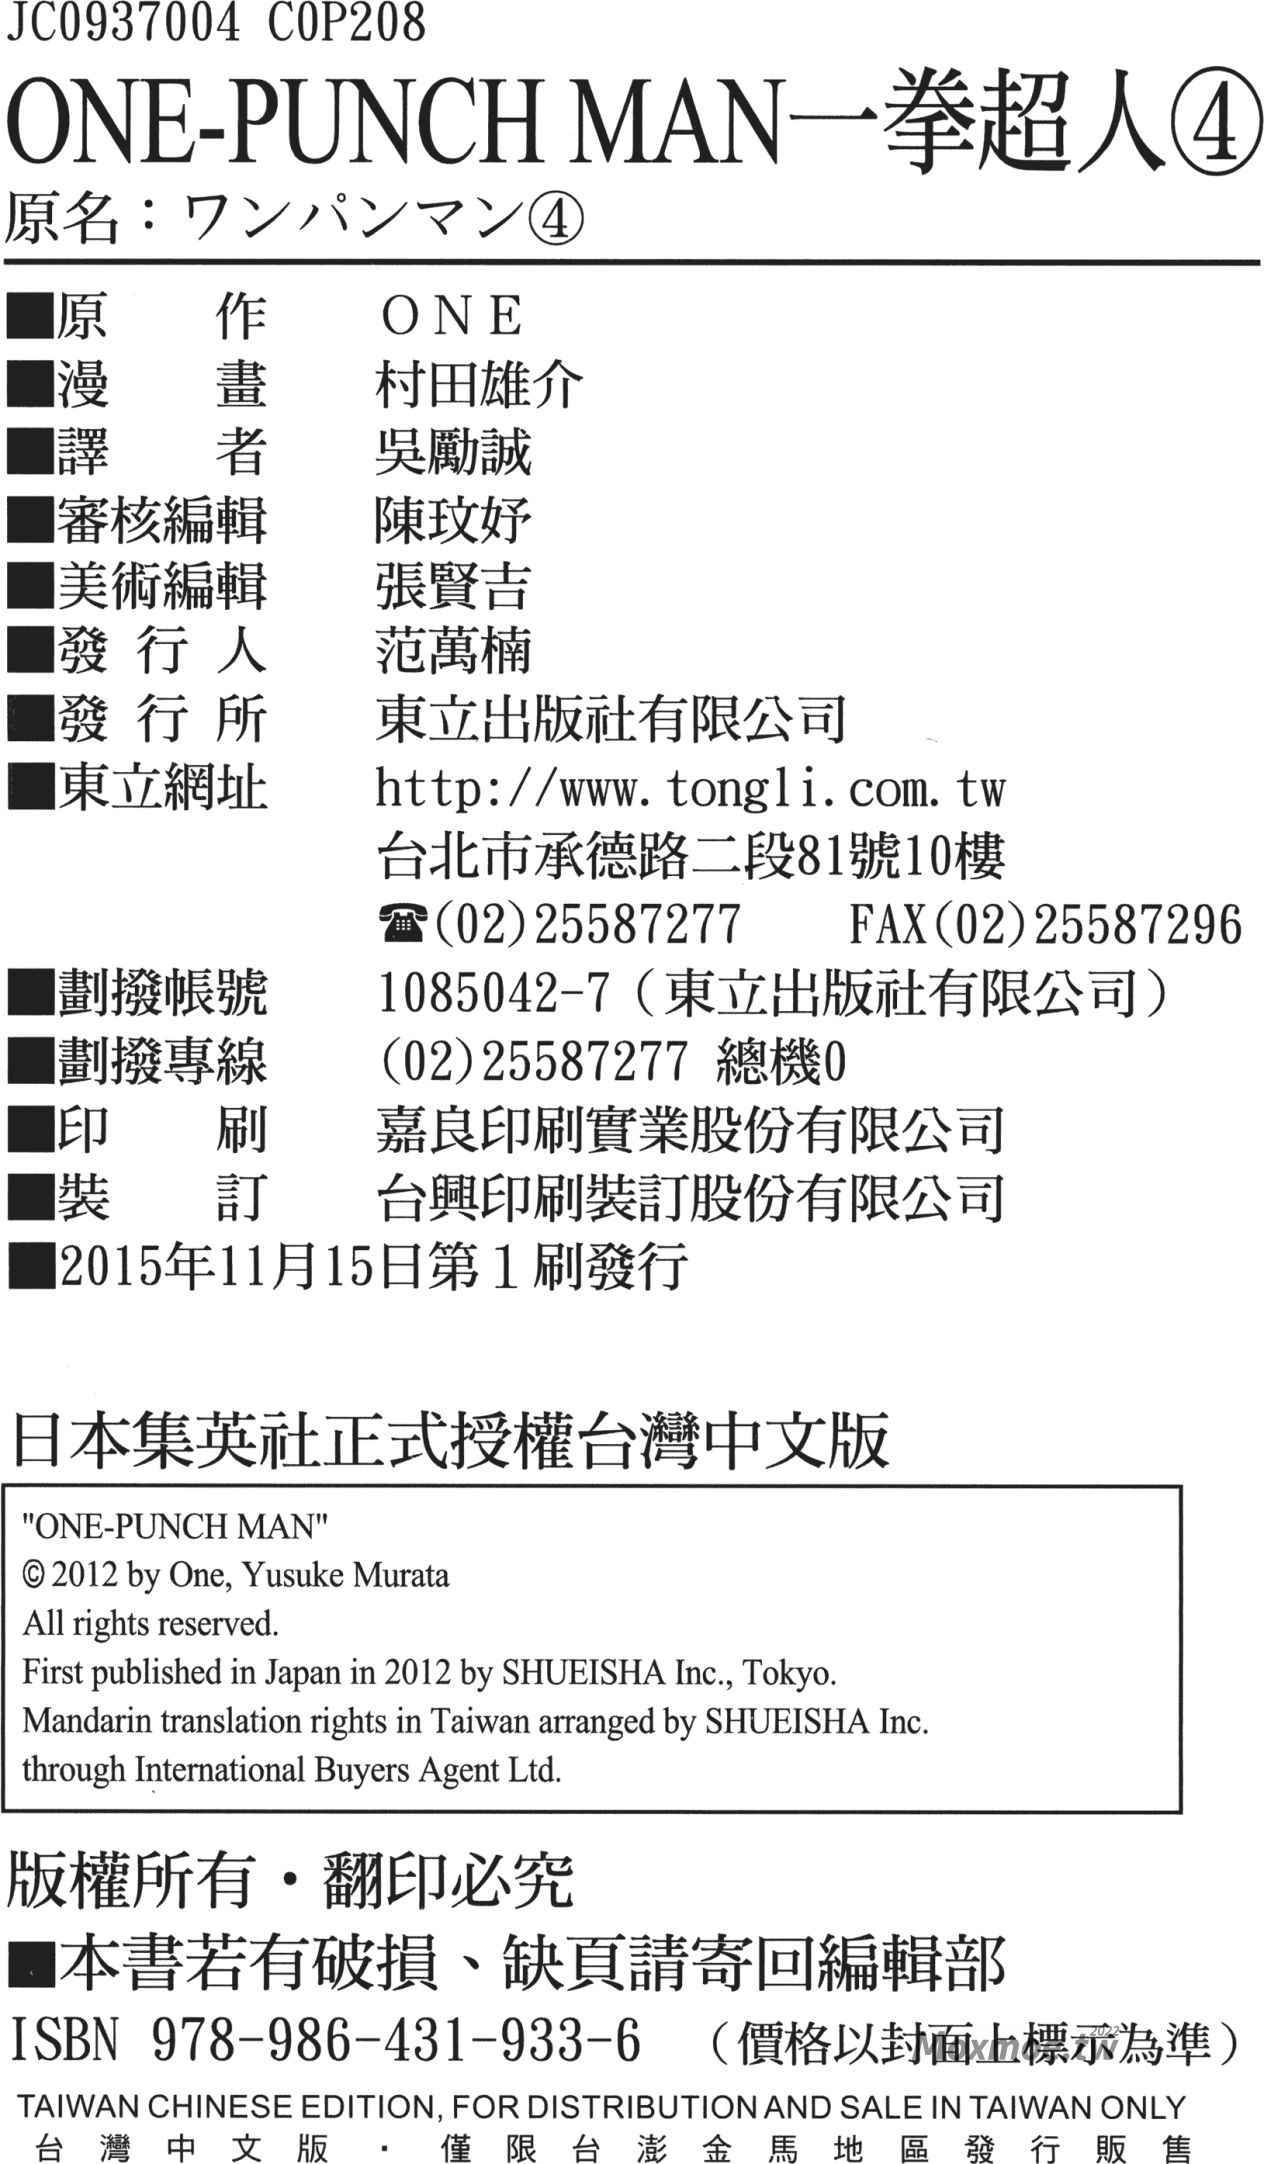 JC0937004 C0P208
ONE-PUNCH MAN一拳超人④
原名：ワンパンマン④
■原　　作　　ＯＮＥ
■漫　　畫　　村田雄介
■譯　　者　　吳勵誠
■審核編輯　　陳玟妤
■美術編輯　　張賢吉
■發 行 人　　范萬楠
■發 行 所　　東立出版社有限公司
■東立網址　　http://www.tongli.com.tw
台北市承德路二段81號10樓
☎(02)25587277　　FAX(02)25587296
■劃撥帳號　　1085042-7（東立出版社有限公司）
■劃撥專線　　(02)25587277 總機0
■印　　刷　　嘉良印刷實業股份有限公司
■裝　　訂　　台興印刷裝訂股份有限公司
■2015年11月15日第１刷發行
日本集英社正式授權台灣中文版
"ONE-PUNCH MAN"
© 2012 by One, Yusuke Murata
All rights reserved.
First published in Japan in 2012 by SHUEISHA Inc., Tokyo.
Mandarin translation rights in Taiwan arranged by SHUEISHA Inc.
through International Buyers Agent Ltd.
版權所有・翻印必究
■本書若有破損、缺頁請寄回編輯部
ISBN 978-986-431-933-6　（價格以封面上標示為準）
Moxmoe.tw 2022
TAIWAN CHINESE EDITION, FOR DISTRIBUTION AND SALE IN TAIWAN ONLY
台灣中文版・僅限台澎金馬地區發行販售